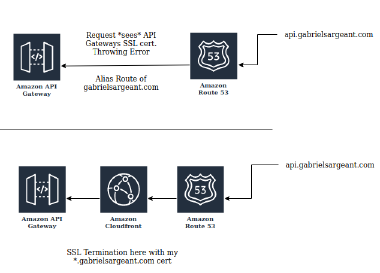 api.gabrielsargeant.com
Request *sees* API
Gateways SSL cert.
Throwing Error
Alias Route of
gabrielsargeant.com
</>
53
Amazon API
Gateway
Amazon
Route 53
api.gabrielsargeant.com
</>
53
Amazon API
Gateway
Amazon
Cloudfront
Amazon
Route 53
SSL Termination here with my
*.gabrielsargeant.com cert